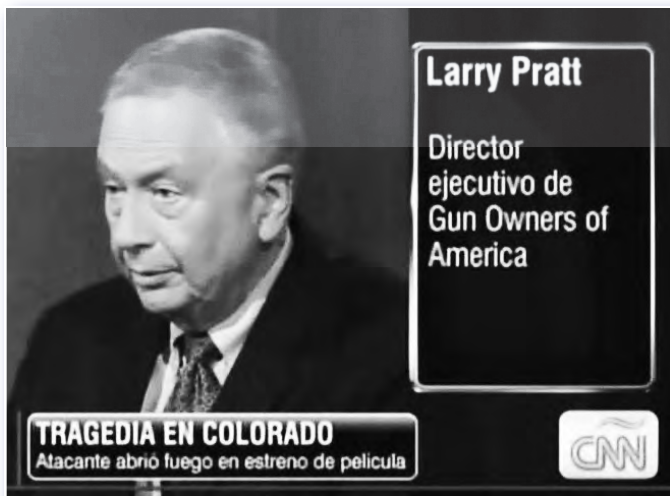 Larry Pratt
Director
ejecutivo de
Gun Owners of
America
TRAGEDIA EN COLORADO
Atacante abrió fuego en estreno de pelicula
CNN